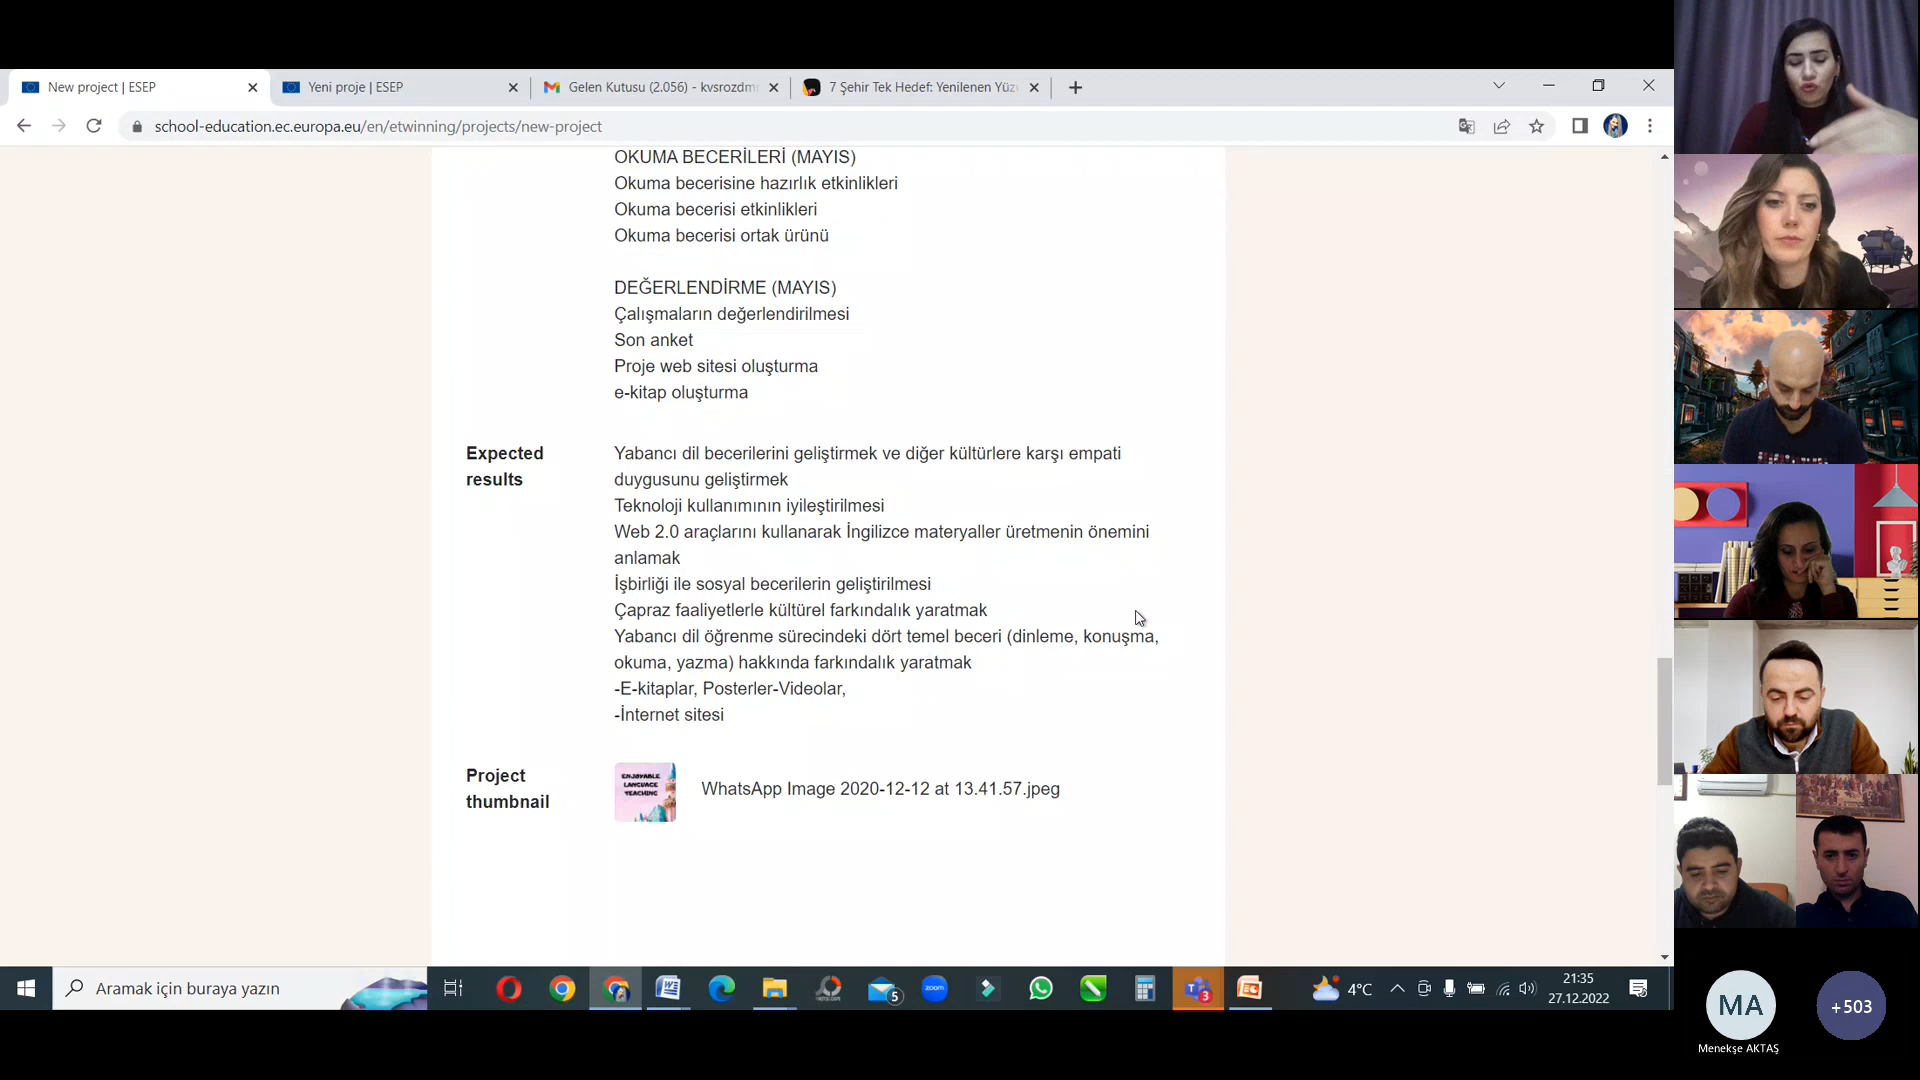 New project | ESEP
Yeni proje | ESEP
Gelen Kutusu (2.056) - kvsrozdm
7 Şehir Tek Hedef: Yenilenen Yüz
school-education.ec.europa.eu/en/etwinning/projects/new-project
OKUMA BECERİLERİ (MAYIS)
Okuma becerisine hazırlık etkinlikleri
Okuma becerisi etkinlikleri
Okuma becerisi ortak ürünü
DEĞERLENDİRME (MAYIS)
Çalışmaların değerlendirilmesi
Son anket
Proje web sitesi oluşturma
e-kitap oluşturma
Expected
results
Yabancı dil becerilerini geliştirmek ve diğer kültürlere karşı empati
duygusunu geliştirmek
Teknoloji kullanımının iyileştirilmesi
Web 2.0 araçlarını kullanarak İngilizce materyaller üretmenin önemini
anlamak
İşbirliği ile sosyal becerilerin geliştirilmesi
Çapraz faaliyetlerle kültürel farkındalık yaratmak
Yabancı dil öğrenme sürecindeki dört temel beceri (dinleme, konuşma,
okuma, yazma) hakkında farkındalık yaratmak
-E-kitaplar, Posterler-Videolar,
-İnternet sitesi
Project
thumbnail
ENJOYABLE
LANGUAGE
TEACHING
WhatsApp Image 2020-12-12 at 13.41.57.jpeg
Aramak için buraya yazın
zoom
5
3
4°C
21:35
27.12.2022
MA
+503
Menekşe AKTAŞ